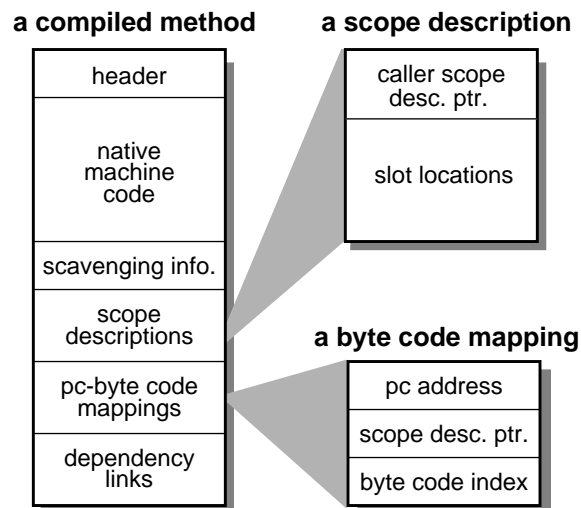 a compiled method
header
native
machine
code
scavenging info.
scope
descriptions
pc-byte code
mappings
dependency
links
a scope description
caller scope
desc. ptr.
slot locations
a byte code mapping
pc address
scope desc. ptr.
byte code index